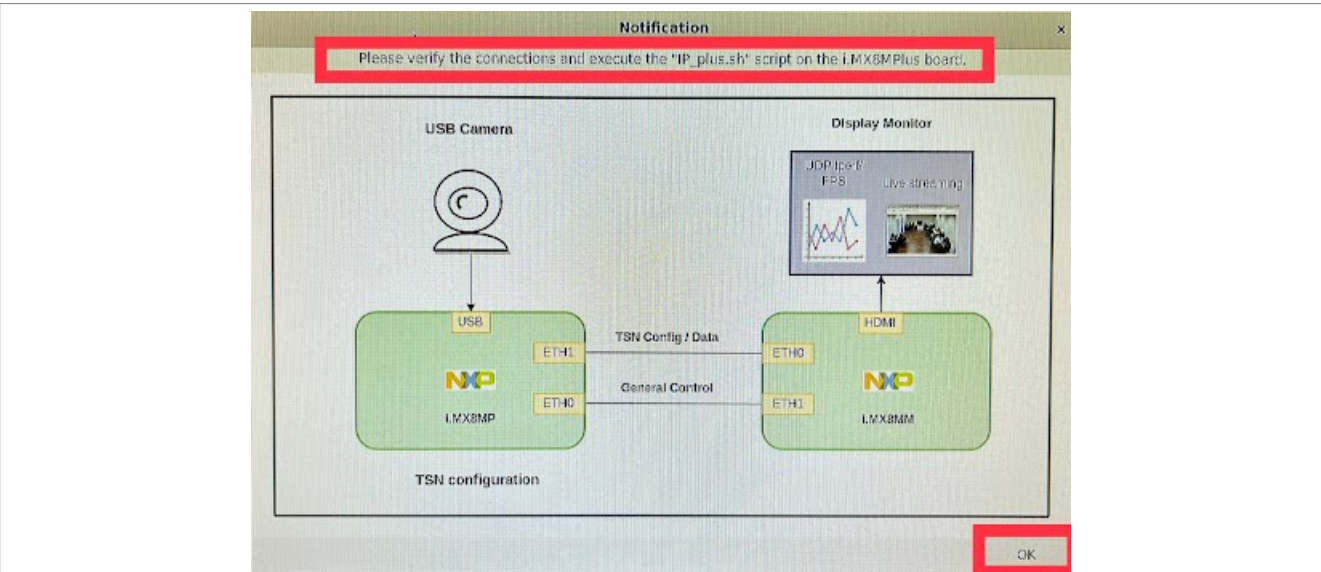 Notification
×
Please verify the connections and execute the "IP_plus.sh" script on the i.MX8MPlus board.
USB Camera
Display Monitor
UDP Iperf/
FPS
Live streaming
USB
HDMI
TSN Config / Data
ETH1
ETH0
NXP
NXP
General Control
ETH0
ETH1
i.MX8MP
i.MX8MM
TSN configuration
OK